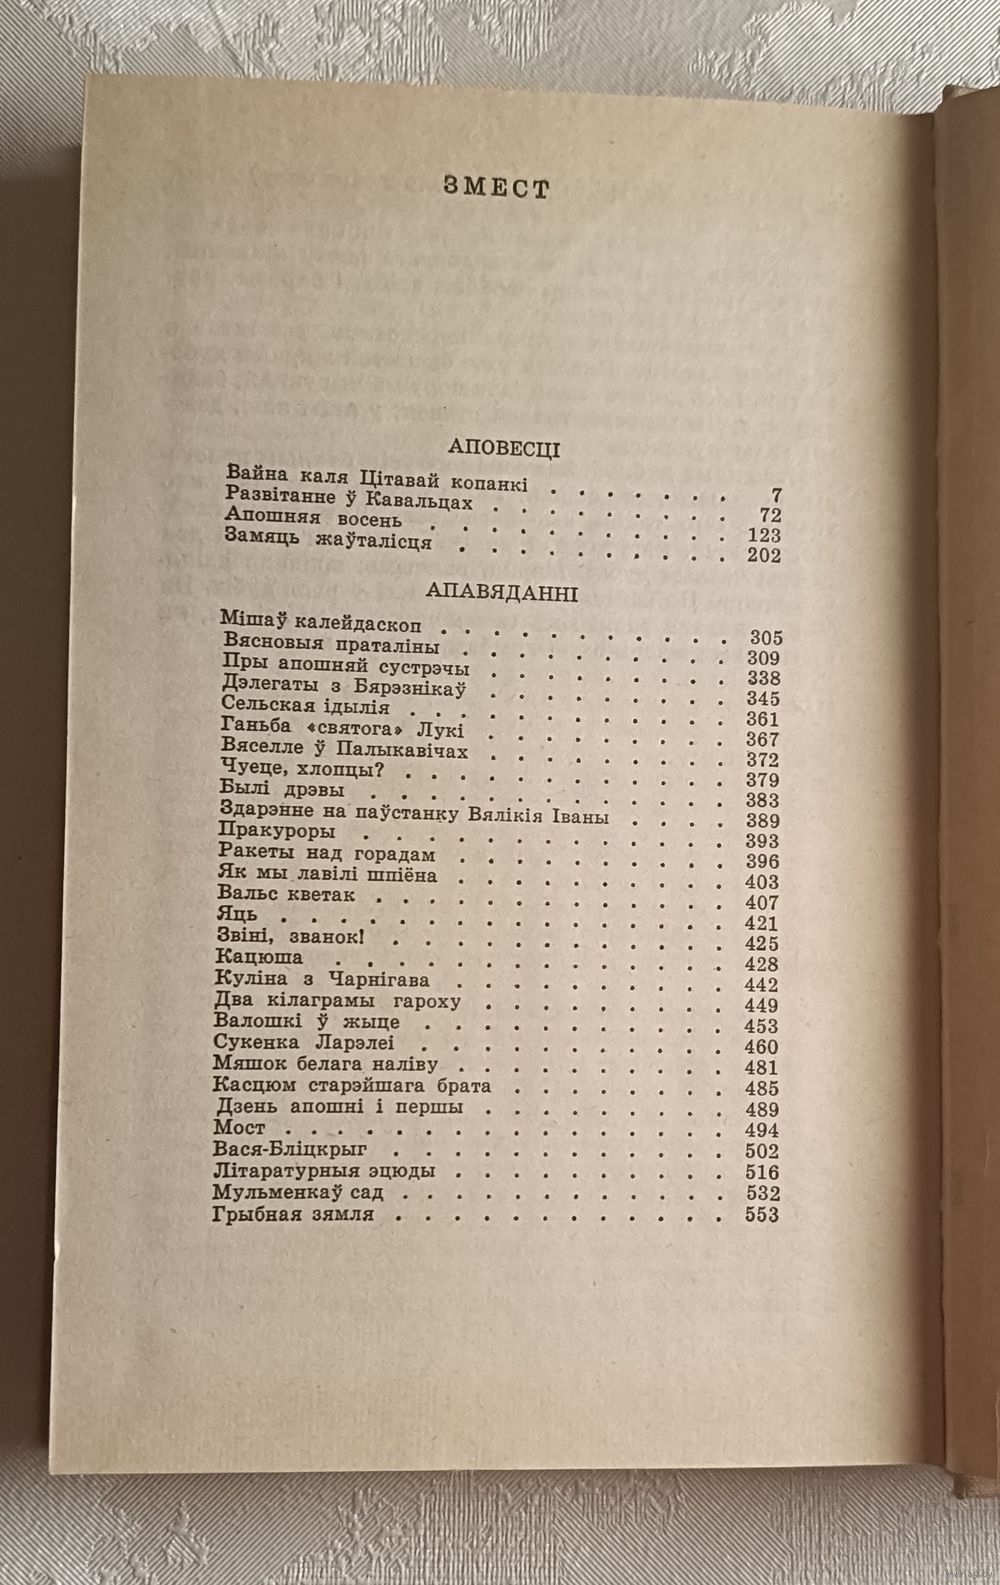 ЗМЕСТ
АПОВЕСЦІ
Вайна каля Цітавай копанкі . . . . . . . 7
Развітанне ў Кавальцах . . . . . . . . . 72
Апошняя восень . . . . . . . . . . . 123
Замяць жаўталісця . . . . . . . . . . 202
АПАВЯДАННІ
Мішаў калейдаскоп . . . . . . . . . . . 305
Вясновыя праталіны . . . . . . . . . . 309
Пры апошняй сустрэчы . . . . . . . . . 338
Дэлегаты з Бярэзнікаў . . . . . . . . . 345
Сельская ідылія . . . . . . . . . . . . 361
Ганьба «святога» Лукі . . . . . . . . . 367
Вяселле ў Палыкавічах . . . . . . . . . 372
Чуеце, хлопцы? . . . . . . . . . . . . 379
Былі дрэвы . . . . . . . . . . . . . 383
Здарэнне на паўстанку Вялікія Іваны . . . . 389
Пракуроры . . . . . . . . . . . . . 393
Ракеты над горадам . . . . . . . . . . 396
Як мы лавілі шпіёна . . . . . . . . . . 403
Вальс кветак . . . . . . . . . . . . . 407
Яць . . . . . . . . . . . . . . . . 421
Звіні, званок! . . . . . . . . . . . . 425
Кацюша . . . . . . . . . . . . . . 428
Куліна з Чарнігава . . . . . . . . . . 442
Два кілаграмы гароху . . . . . . . . . 449
Валошкі ў жыце . . . . . . . . . . . 453
Сукенка Ларэлеі . . . . . . . . . . . 460
Мяшок белага наліву . . . . . . . . . . 481
Касцюм старэйшага брата . . . . . . . . 485
Дзень апошні і першы . . . . . . . . . 489
Мост . . . . . . . . . . . . . . . . 494
Вася-Бліцкрыг . . . . . . . . . . . . 502
Літаратурныя эцюды . . . . . . . . . . 516
Мульменкаў сад . . . . . . . . . . . . 532
Грыбная зямля . . . . . . . . . . . . 553